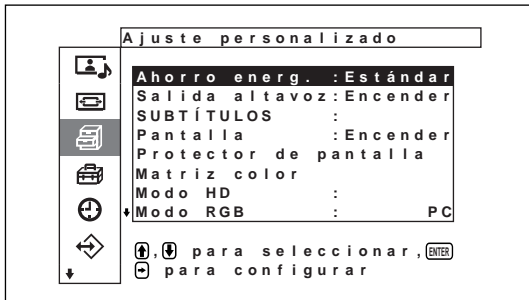 Ajuste personalizado
Ahorro energ. :Estándar
Salida altavoz:Encender
SUBTÍTULOS :
Pantalla :Encender
Protector de pantalla
Matriz color
Modo HD :
Modo RGB : PC
, para seleccionar, ENTER
para configurar